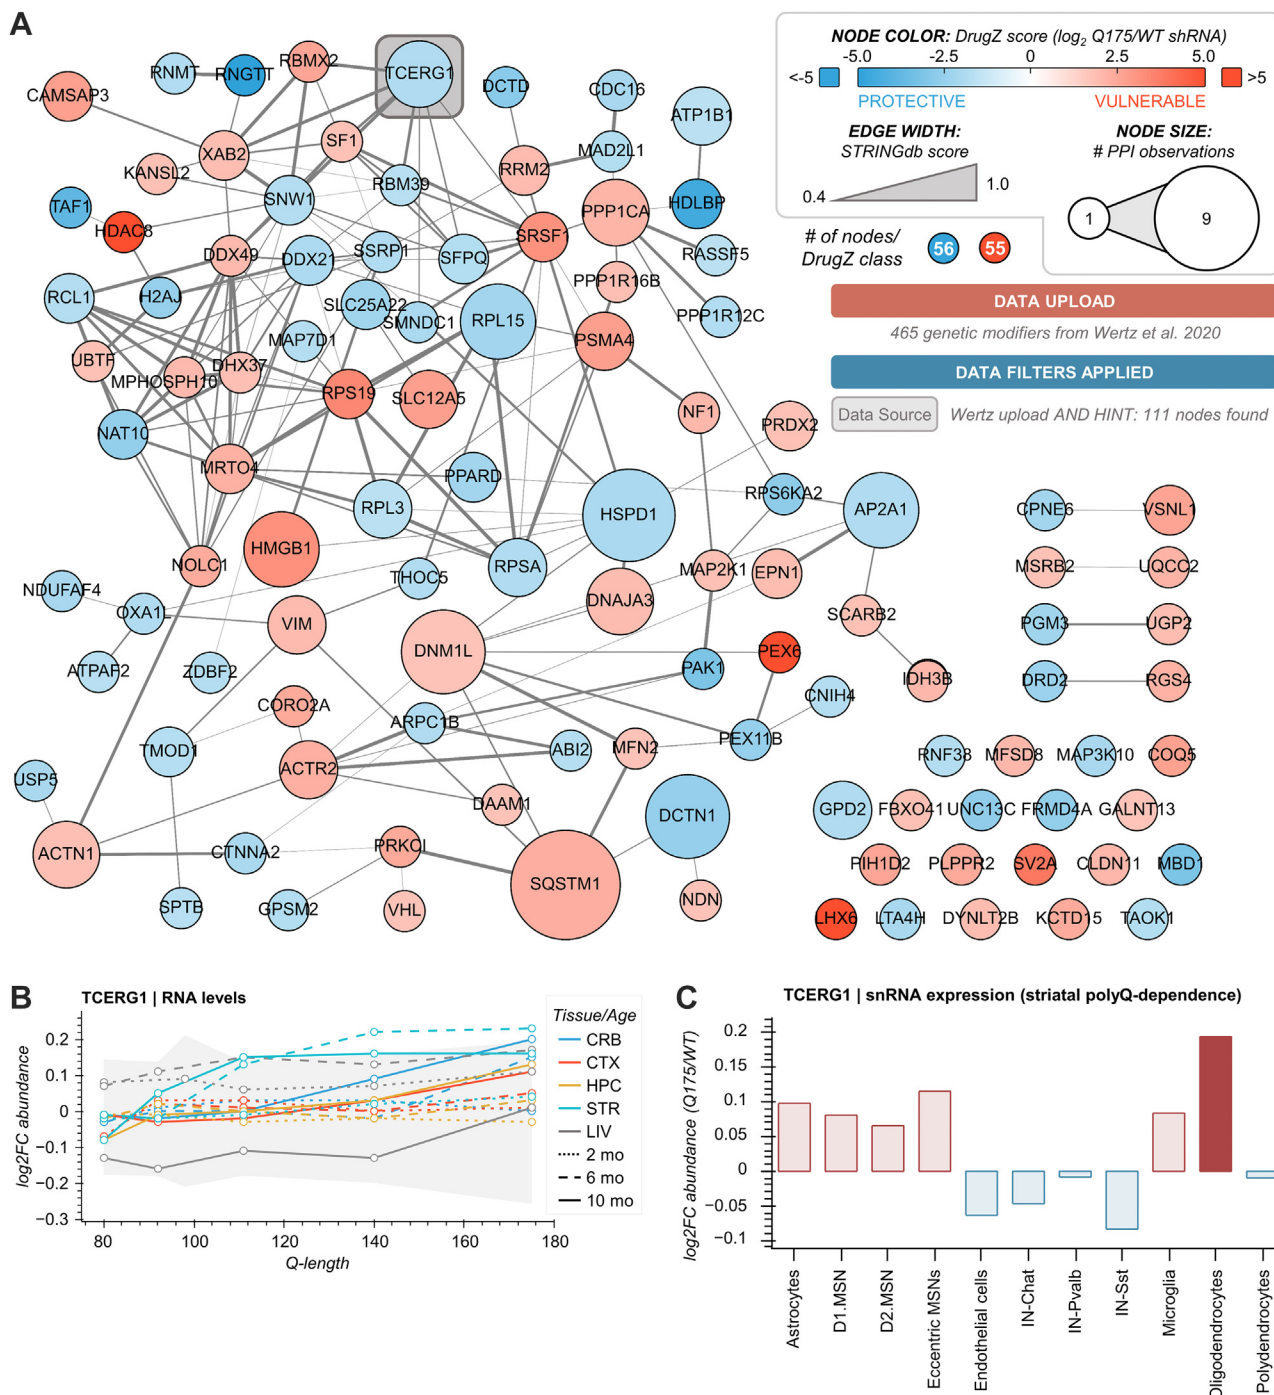 A
NODE COLOR: DrugZ score (log2 Q175/WT shRNA)
<-5
-5.0
-2.5
0
2.5
5.0
>5
PROTECTIVE
VULNERABLE
EDGE WIDTH:
STRINGdb score
0.4
1.0
NODE SIZE:
# PPI observations
1
9
# of nodes/
DrugZ class
56
55
DATA UPLOAD
465 genetic modifiers from Wertz et al. 2020
DATA FILTERS APPLIED
Data Source
Wertz upload AND HINT: 111 nodes found
RNMT
RNGTT
RBMX2
TCERG1
DCTD
CDC16
ATP1B1
CAMSAP3
XAB2
SF1
MAD2L1
KANSL2
RBM39
RRM2
TAF1
SNW1
PPP1CA
HDLBP
HDAC8
SRSF1
DDX49
DDX21
SSRP1
SFPQ
RASSF5
PPP1R16B
RCL1
H2AJ
SLC25A22
SMNDC1
RPL15
PPP1R12C
MAP7D1
PSMA4
UBTF
MPHOSPH10
DHX37
RPS19
SLC12A5
NF1
PRDX2
NAT10
MRTO4
PPARD
RPS6KA2
RPL3
HSPD1
AP2A1
CPNE6
VSNL1
HMGB1
NOLC1
THOC5
RPSA
MAP2K1
EPN1
MSRB2
UQCC2
NDUFAF4
OXA1L
VIM
DNAJA3
SCARB2
PGM3
UGP2
ATPAF2
ZDBF2
DNM1L
PAK1
PEX6
IDH3B
DRD2
RGS4
CORO2A
CNIH4
TMOD1
ARPC1B
ABI2
MFN2
PEX11B
RNF38
MFSD8
MAP3K10
COQ5
USP5
ACTR2
DAAM1
DCTN1
GPD2
FBXO41
UNC13C
FRMD4A
GALNT13
ACTN1
CTNNA2
PRKCI
SQSTM1
PIH1D2
PLPPR2
SV2A
CLDN11
MBD1
SPTB
GPSM2
VHL
NDN
LHX6
LTA4H
DYNLT2B
KCTD15
TAOK1
B
TCERG1 | RNA levels
log2FC abundance
0.2
0.1
0
−0.1
−0.2
−0.3
80
100
120
140
160
180
Q-length
Tissue/Age
CRB
CTX
HPC
STR
LIV
2 mo
6 mo
10 mo
C
TCERG1 | snRNA expression (striatal polyQ-dependence)
log2FC abundance (Q175/WT)
0.2
0.15
0.1
0.05
0
−0.05
−0.1
Astrocytes
D1.MSN
D2.MSN
Eccentric MSNs
Endothelial cells
IN-Chat
IN-Pvalb
IN-Sst
Microglia
Oligodendrocytes
Polydendrocytes